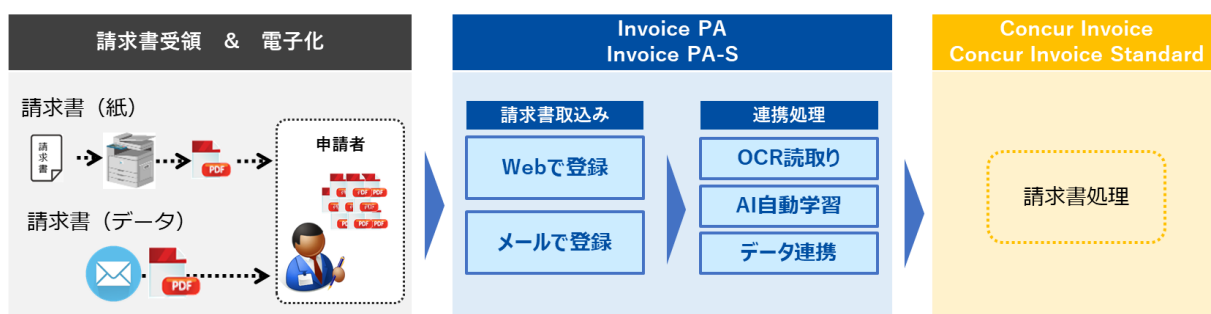 請求書受領 & 電子化
請求書（紙）
請求書
PDF
請求書（データ）
PDF
申請者
PDF PDF
PDF PDF PDF
PDF PDF PDF
Invoice PA
Invoice PA-S
請求書取込み
Webで登録
メールで登録
連携処理
OCR読取り
AI自動学習
データ連携
Concur Invoice
Concur Invoice Standard
請求書処理